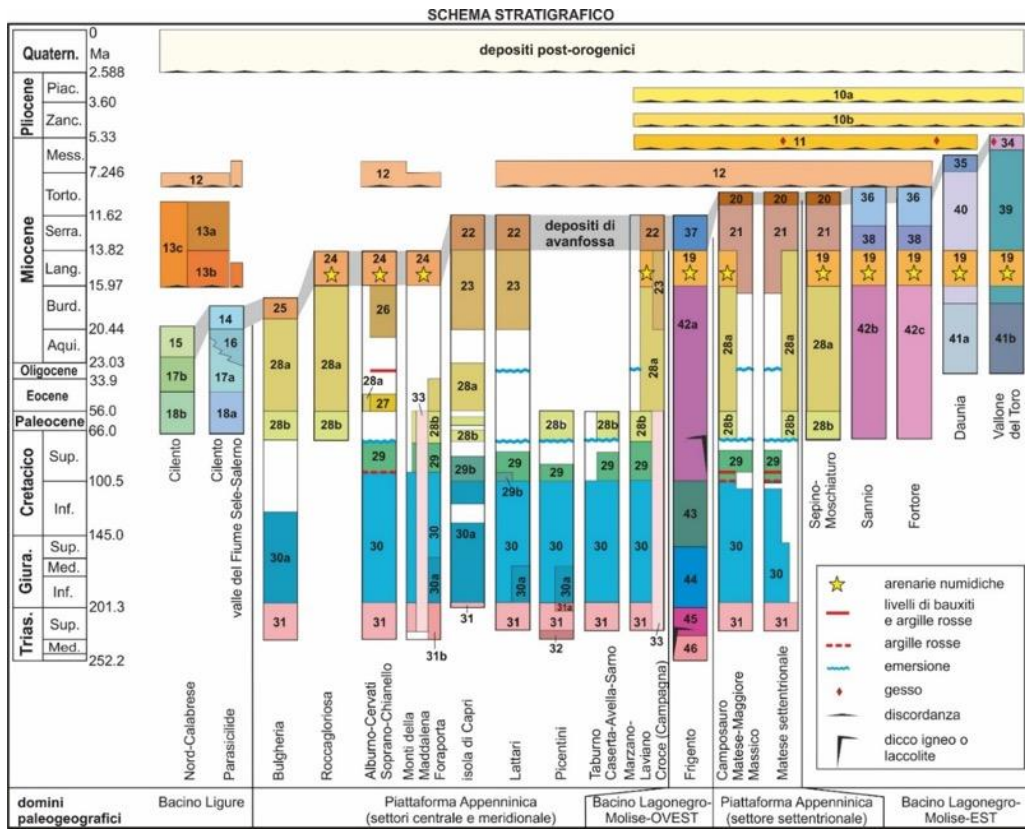 SCHEMA STRATIGRAFICO
Quatern.
Pliocene
Piac.
Zanc.
Miocene
Mess.
Torto.
Serra.
Lang.
Burd.
Aqui.
Oligocene
Eocene
Paleocene
Cretacico
Sup.
Inf.
Giura.
Sup.
Med.
Inf.
Trias.
Sup.
Med.
0
Ma
2.588
3.60
5.33
7.246
11.62
13.82
15.97
20.44
23.03
33.9
56.0
66.0
100.5
145.0
201.3
252.2
depositi post-orogenici
10a
10b
11
12
12
12
depositi di
avanfossa
13c
13a
13b
15
17b
18b
Cilento
14
16
17a
18a
Cilento
valle del Fiume Sele-Salerno
25
28a
28b
30a
31
24
28a
28b
24
26
28a
27
29
30
31
24
33
28b
29
30
30a
31b
22
23
28a
28b
29b
30a
31
22
23
29
29b
30
30a
31
28b
29
30
30a
31a
31
32
28b
29
30
31
22
19
23
28a
28b
29
30
31
33
37
19
42a
43
44
45
46
20
21
19
28a
28b
29
30
31
20
21
28a
28b
29
30
31
20
21
19
28a
28b
Sepino-
Moschiaturo
36
38
19
42b
Sannio
36
38
19
42c
Fortore
35
40
19
41a
Daunia
34
39
19
41b
Vallone
del Toro
arenarie numidiche
livelli di bauxiti
e argille rosse
argille rosse
emersione
gesso
discordanza
dicco igneo o
laccolite
Nord-Calabrese
Parasicilide
Bulgheria
Roccagloriosa
Alburno-Cervati
Soprano-Chianello
Monti della
Maddalena
Foraporta
isola di Capri
Lattari
Picentini
Taburno
Caserta-Avella-Sarno
Marzano-
Laviano
Croce (Campagna)
Frigento
Camposauro
Matese-Maggiore
Massico
Matese settentrionale
domini
paleogeografici
Bacino Ligure
Piattaforma Appenninica
(settori centrale e meridionale)
Bacino Lagonegro-
Molise-OVEST
Piattaforma Appenninica
(settore settentrionale)
Bacino Lagonegro-
Molise-EST